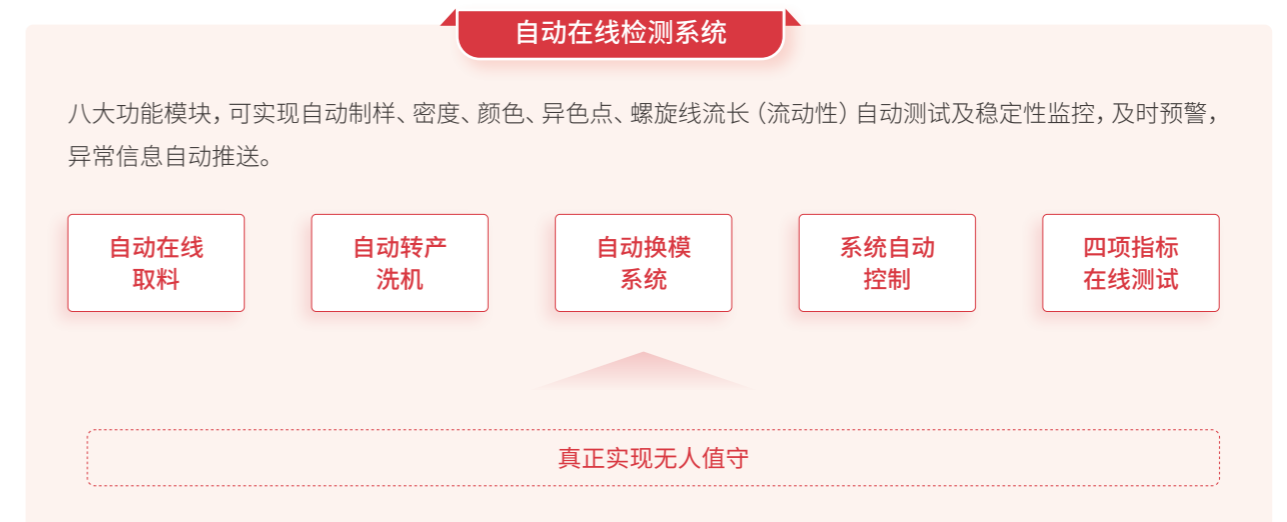 自动在线检测系统
八大功能模块，可实现自动制样、密度、颜色、异色点、螺旋线流长（流动性）自动测试及稳定性监控，及时预警，
异常信息自动推送。
自动在线
取料
自动转产
洗机
自动换模
系统
系统自动
控制
四项指标
在线测试
真正实现无人值守